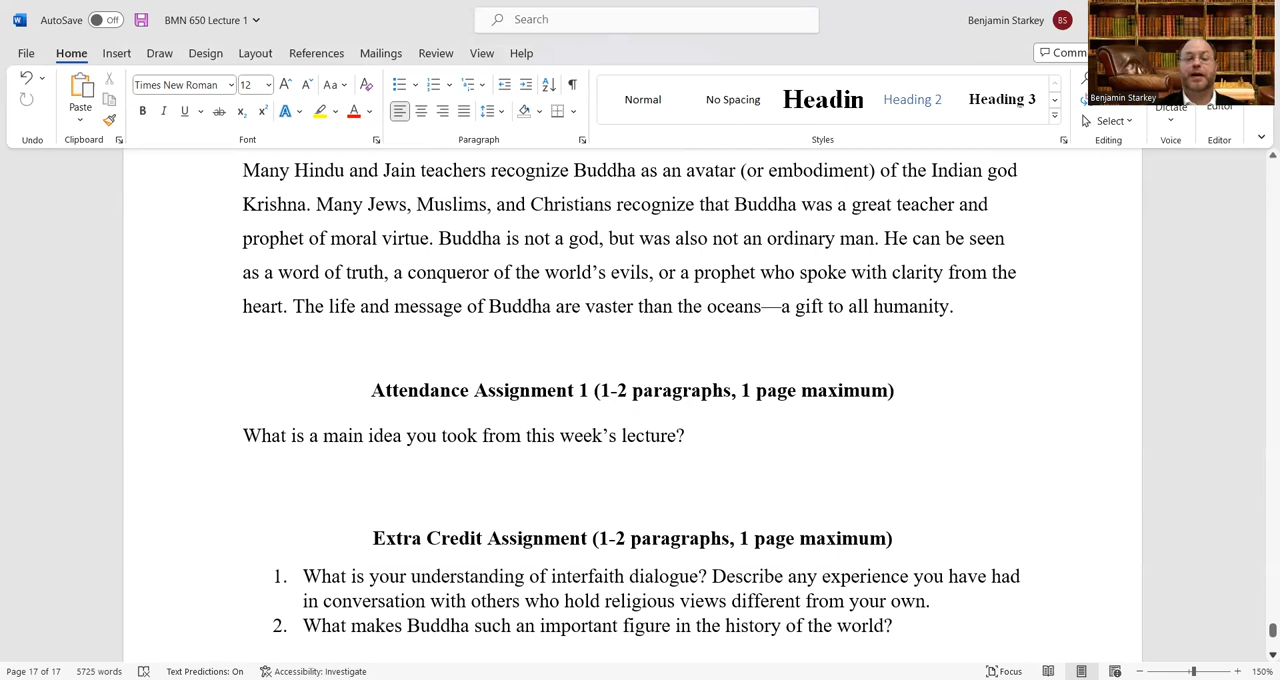 AutoSave Off BMN 650 Lecture 1 Search Benjamin Starkey BS
File Home Insert Draw Design Layout References Mailings Review View Help Comm
Times New Roman 12 Aa
Paste
Normal No Spacing Headin Heading 2 Heading 3
Select
Dictate
Editor
Undo Clipboard Font Paragraph Styles Editing Voice Editor
Benjamin Starkey
Many Hindu and Jain teachers recognize Buddha as an avatar (or embodiment) of the Indian god
Krishna. Many Jews, Muslims, and Christians recognize that Buddha was a great teacher and
prophet of moral virtue. Buddha is not a god, but was also not an ordinary man. He can be seen
as a word of truth, a conqueror of the world’s evils, or a prophet who spoke with clarity from the
heart. The life and message of Buddha are vaster than the oceans—a gift to all humanity.
Attendance Assignment 1 (1-2 paragraphs, 1 page maximum)
What is a main idea you took from this week’s lecture?
Extra Credit Assignment (1-2 paragraphs, 1 page maximum)
1. What is your understanding of interfaith dialogue? Describe any experience you have had
in conversation with others who hold religious views different from your own.
2. What makes Buddha such an important figure in the history of the world?
Page 17 of 17 5725 words Text Predictions: On Accessibility: Investigate Focus 150%